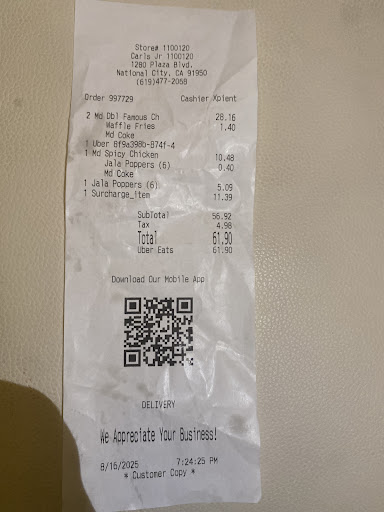 Store# 1100120
Carls Jr 1100120
1280 Plaza Blvd.
National City, CA 91950
(619)477-2068
Order 997729 Cashier Xpient
2 Md Dbl Famous Ch 28.16
Waffle Fries 1.40
Md Coke
1 Uber 6f9a398b-874f-4
1 Md Spicy Chicken 10.48
Jala Poppers (6) 0.40
Md Coke
1 Jala Poppers (6) 5.09
1 Surcharge_item 11.39
SubTotal 56.92
Tax 4.98
Total 61.90
Uber Eats 61.90
Download Our Mobile App
DELIVERY
We Appreciate Your Business!
8/16/2025 7:24:25 PM
* Customer Copy *